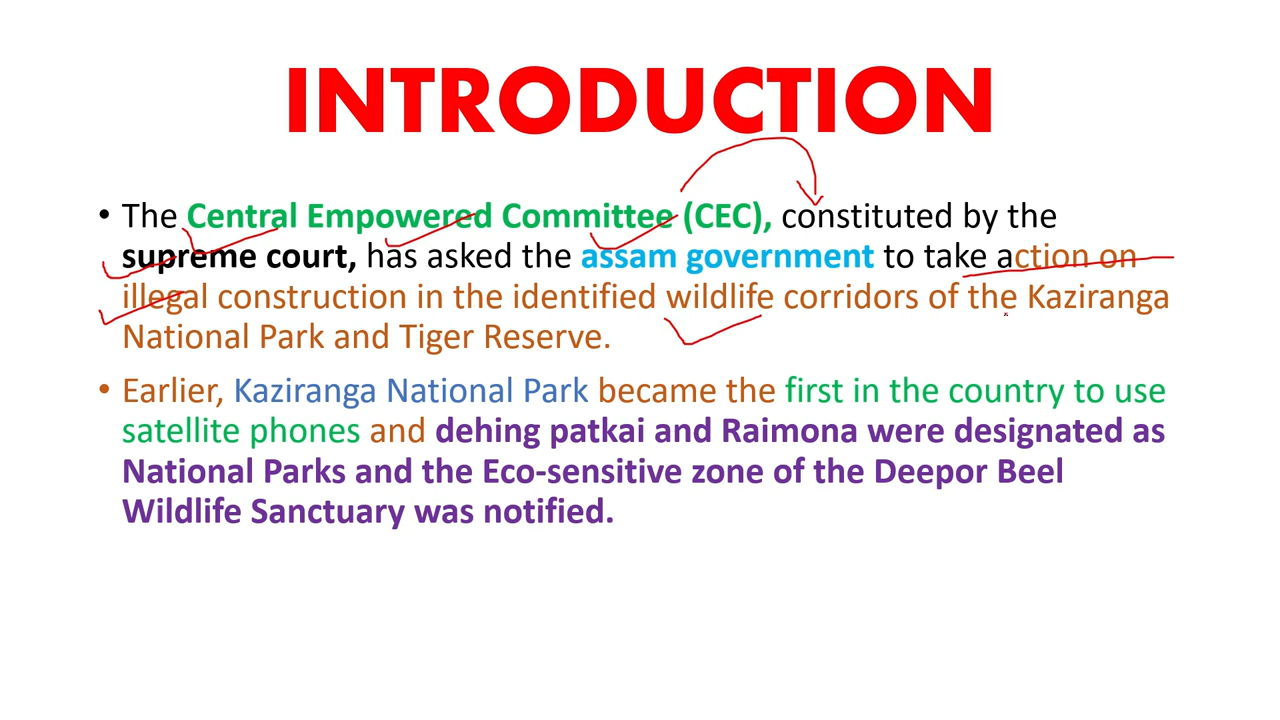 INTRODUCTION
• The Central Empowered Committee (CEC), constituted by the
supreme court, has asked the assam government to take action on
illegal construction in the identified wildlife corridors of the Kaziranga
National Park and Tiger Reserve.
• Earlier, Kaziranga National Park became the first in the country to use
satellite phones and dehing patkai and Raimona were designated as
National Parks and the Eco-sensitive zone of the Deepor Beel
Wildlife Sanctuary was notified.